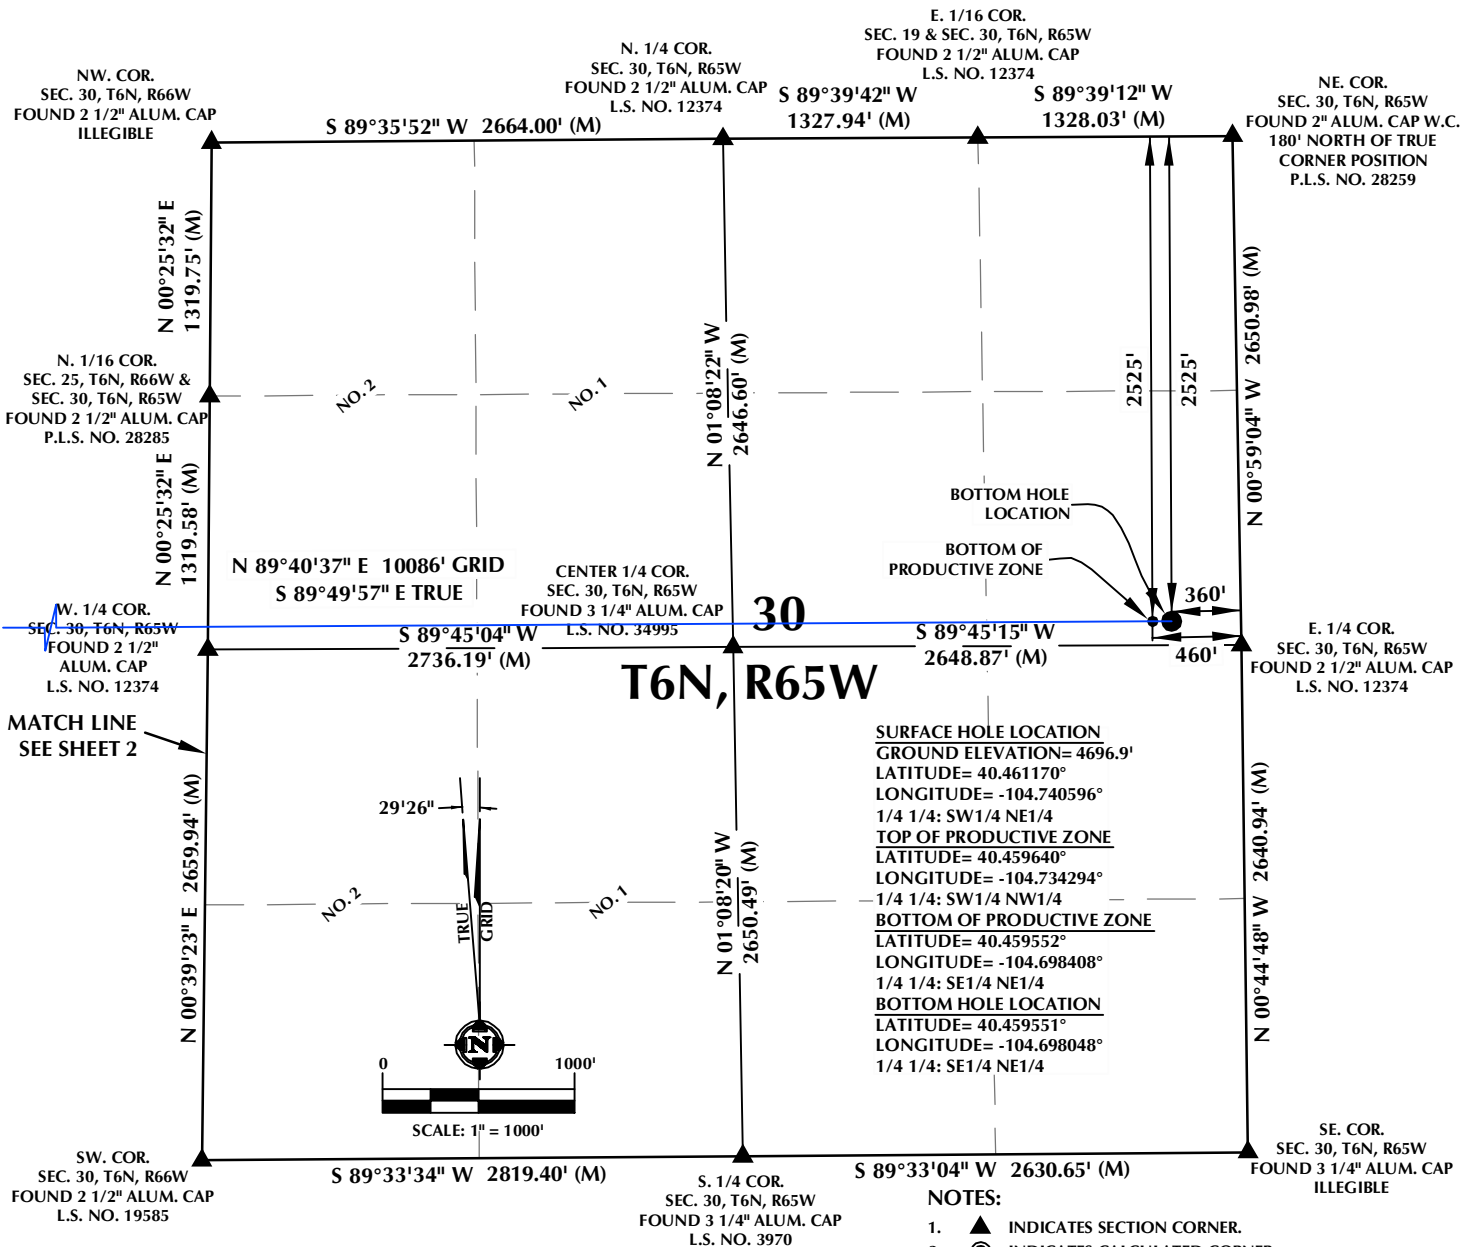 E. 1/16 COR.
SEC. 19 & SEC. 30, T6N, R65W
FOUND 2 1/2" ALUM. CAP
L.S. NO. 12374
N. 1/4 COR.
SEC. 30, T6N, R65W
FOUND 2 1/2" ALUM. CAP
L.S. NO. 12374
NW. COR.
SEC. 30, T6N, R66W
FOUND 2 1/2" ALUM. CAP
ILLEGIBLE
NE. COR.
SEC. 30, T6N, R65W
FOUND 2" ALUM. CAP W.C.
180' NORTH OF TRUE
CORNER POSITION
P.L.S. NO. 28259
S 89°35'52" W 2664.00' (M)
S 89°39'42" W
1327.94' (M)
S 89°39'12" W
1328.03' (M)
N 00°25'32" E
1319.75' (M)
N. 1/16 COR.
SEC. 25, T6N, R66W &
SEC. 30, T6N, R65W
FOUND 2 1/2" ALUM. CAP
P.L.S. NO. 28285
N 00°25'32" E
1319.58' (M)
NO. 2
NO. 1
N 01°08'22" W
2646.60' (M)
2525'
2525'
N 00°59'04" W 2650.98' (M)
BOTTOM HOLE
LOCATION
BOTTOM OF
PRODUCTIVE ZONE
360'
460'
N 89°40'37" E 10086' GRID
S 89°49'57" E TRUE
CENTER 1/4 COR.
SEC. 30, T6N, R65W
FOUND 3 1/4" ALUM. CAP
L.S. NO. 34995
30
T6N, R65W
W. 1/4 COR.
SEC. 30, T6N, R65W
FOUND 2 1/2"
ALUM. CAP
L.S. NO. 12374
S 89°45'04" W
2736.19' (M)
S 89°45'15" W
2648.87' (M)
E. 1/4 COR.
SEC. 30, T6N, R65W
FOUND 2 1/2" ALUM. CAP
L.S. NO. 12374
MATCH LINE
SEE SHEET 2
N 00°39'23" E 2659.94' (M)
29'26"
TRUE
GRID
N
NO. 2
NO. 1
N 01°08'20" W
2650.49' (M)
SURFACE HOLE LOCATION
GROUND ELEVATION= 4696.9'
LATITUDE= 40.461170°
LONGITUDE= -104.740596°
1/4 1/4: SW1/4 NE1/4
TOP OF PRODUCTIVE ZONE
LATITUDE= 40.459640°
LONGITUDE= -104.734294°
1/4 1/4: SW1/4 NW1/4
BOTTOM OF PRODUCTIVE ZONE
LATITUDE= 40.459552°
LONGITUDE= -104.698408°
1/4 1/4: SE1/4 NE1/4
BOTTOM HOLE LOCATION
LATITUDE= 40.459551°
LONGITUDE= -104.698048°
1/4 1/4: SE1/4 NE1/4
N 00°44'48" W 2640.94' (M)
0 1000'
SCALE: 1" = 1000'
SW. COR.
SEC. 30, T6N, R66W
FOUND 2 1/2" ALUM. CAP
L.S. NO. 19585
S 89°33'34" W 2819.40' (M)
S. 1/4 COR.
SEC. 30, T6N, R65W
FOUND 3 1/4" ALUM. CAP
L.S. NO. 3970
S 89°33'04" W 2630.65' (M)
SE. COR.
SEC. 30, T6N, R65W
FOUND 3 1/4" ALUM. CAP
ILLEGIBLE
NOTES:
1. INDICATES SECTION CORNER.